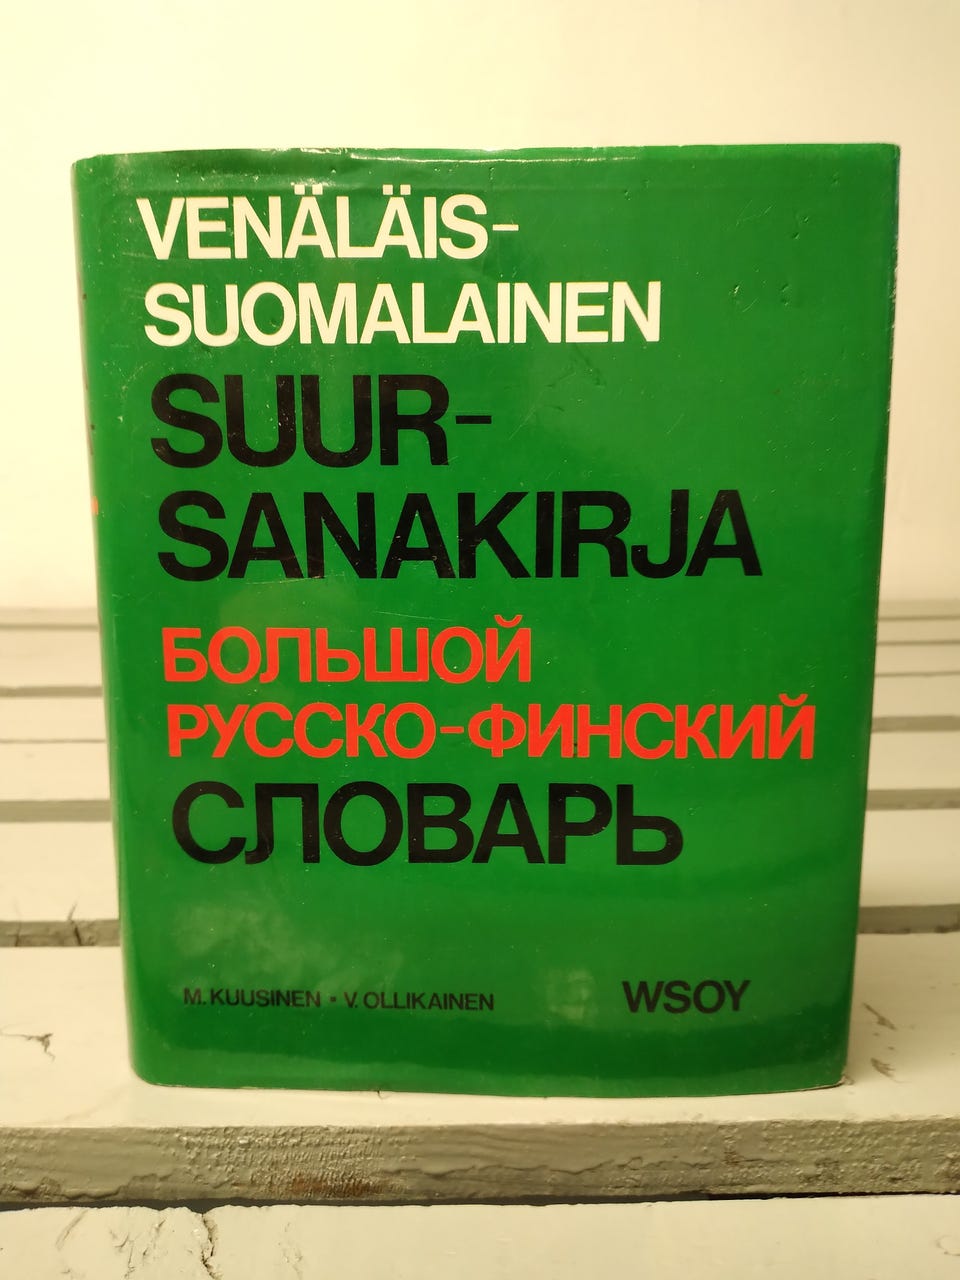 VENÄLÄIS-
SUOMALAINEN
SUUR-
SANAKIRJA
БОЛЬШОЙ
РУССКО-ФИНСКИЙ
СЛОВАРЬ
M. KUUSINEN ▪ V. OLLIKAINEN
WSOY